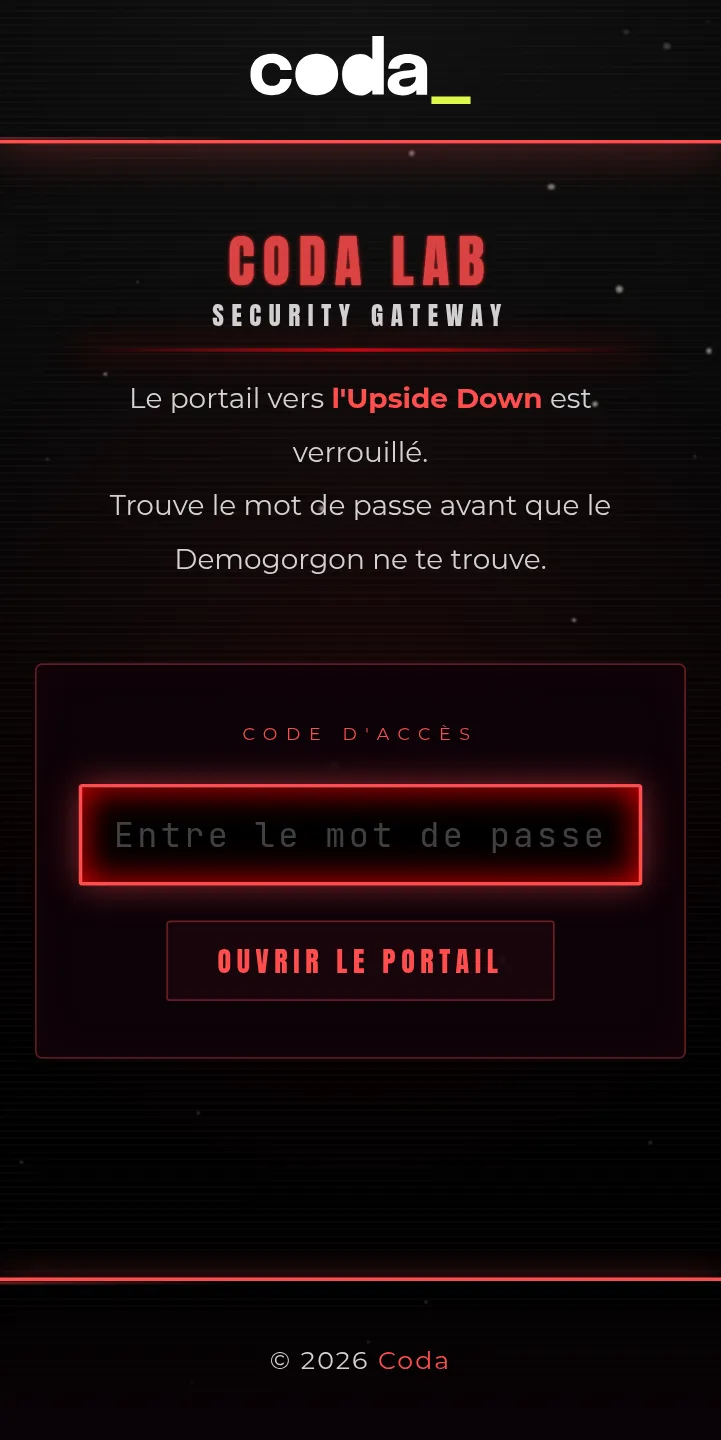 coda_
CODA LAB
SECURITY GATEWAY
Le portail vers l'Upside Down est
verrouillé.
Trouve le mot de passe avant que le
Demogorgon ne te trouve.
CODE D'ACCÈS
Entre le mot de passe
OUVRIR LE PORTAIL
© 2026 Coda